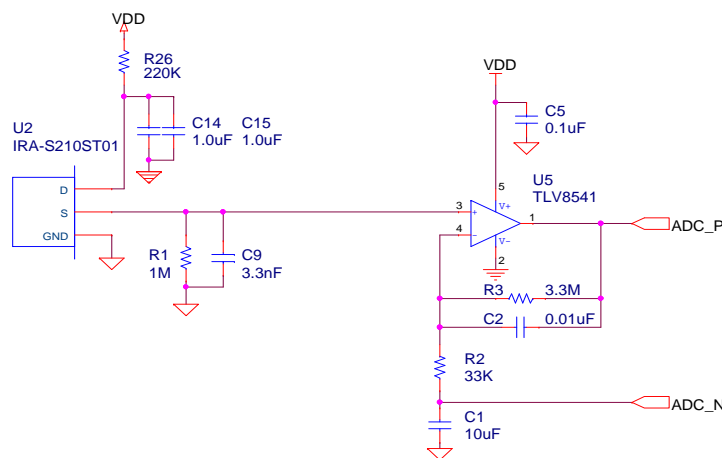 VDD
R26
220K
U2
IRA-S210ST01
C14
1.0uF
C15
1.0uF
D
S
GND
R1
1M
C9
3.3nF
VDD
C5
0.1uF
U5
TLV8541
5
V+
3
+
4
-
1
V-
2
ADC_P
R3
3.3M
C2
0.01uF
R2
33K
ADC_N
C1
10uF